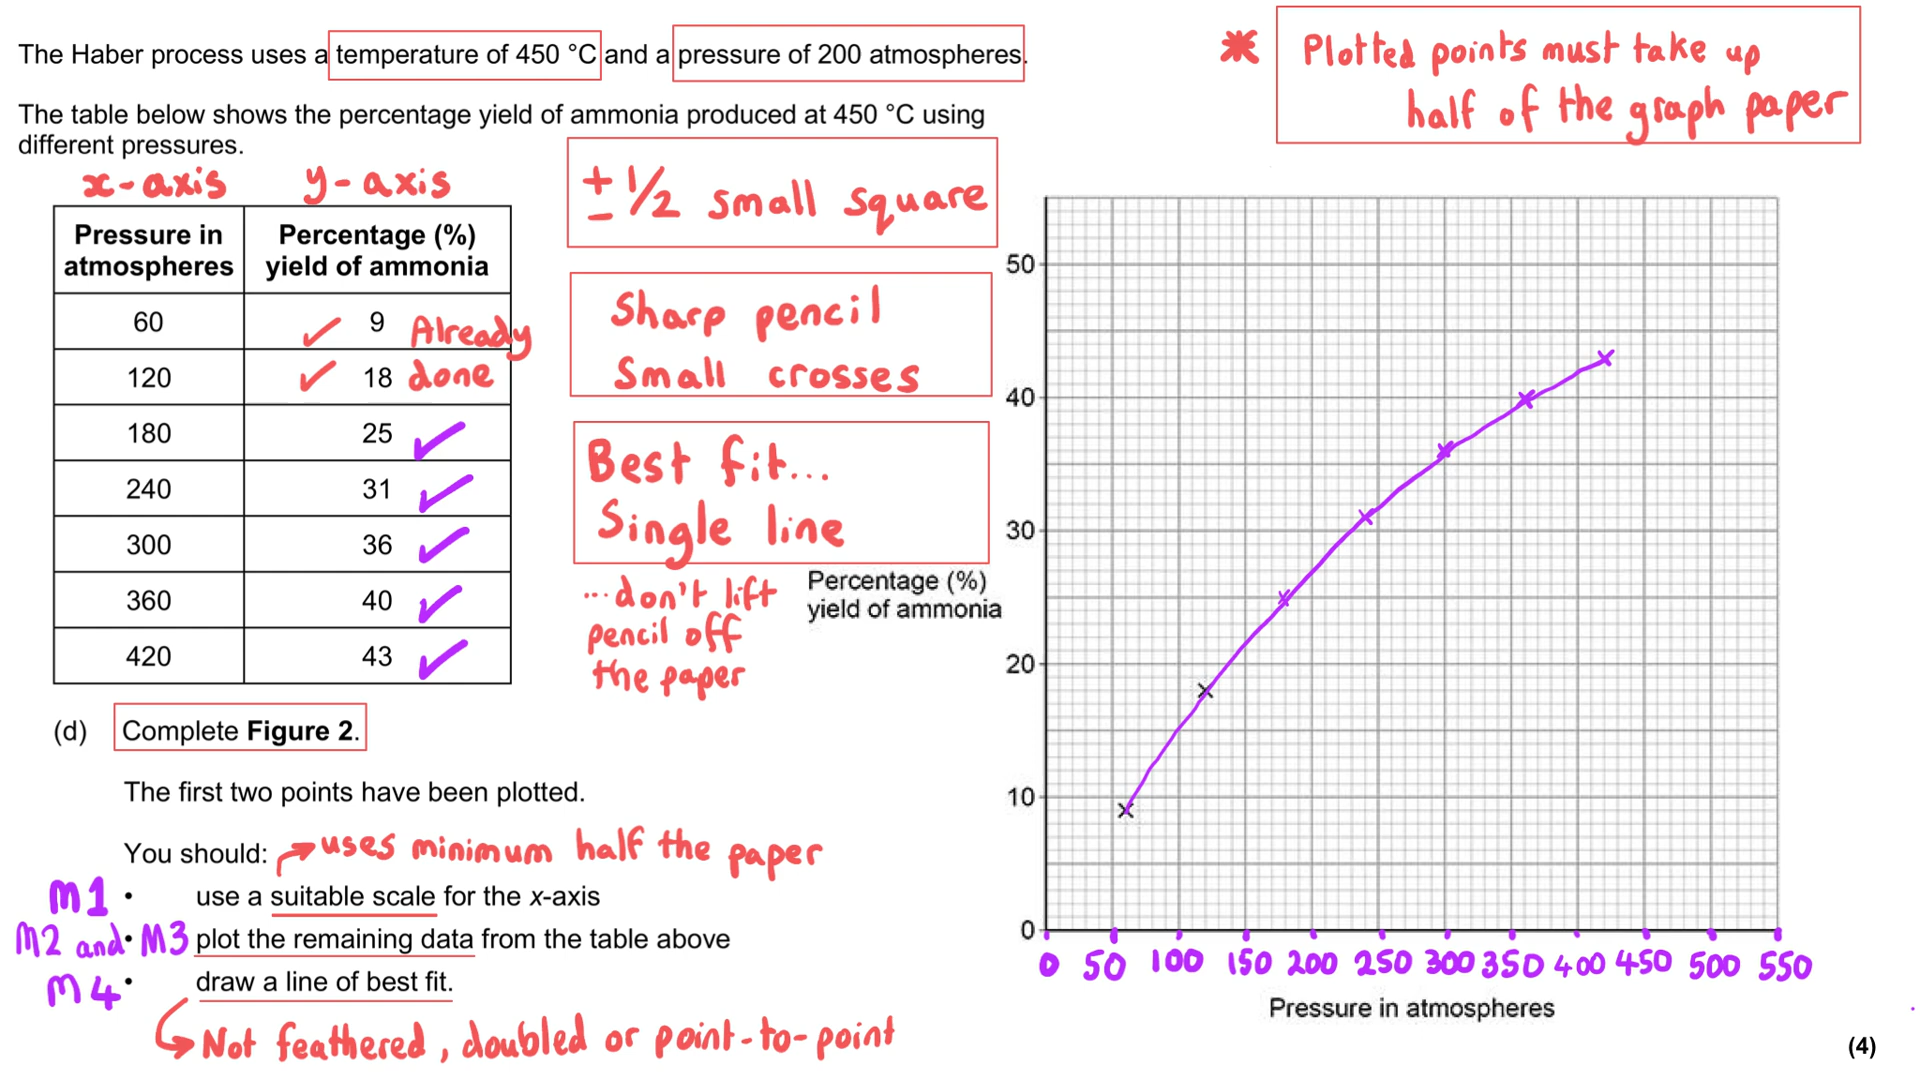 The Haber process uses a temperature of 450 °C and a pressure of 200 atmospheres.
The table below shows the percentage yield of ammonia produced at 450 °C using
different pressures.
* Plotted points must take up
half of the graph paper
x-axis y-axis
Pressure in atmospheres Percentage (%) yield of ammonia
60 9 Already
120 18 done
180 25
240 31
300 36
360 40
420 43
± 1/2 small square
Sharp pencil
Small crosses
Best fit...
Single line
...don't lift
pencil off
the paper
(d) Complete Figure 2.
The first two points have been plotted.
You should: → uses minimum half the paper
M1 • use a suitable scale for the x-axis
M2 and • M3 plot the remaining data from the table above
M4 • draw a line of best fit.
Not feathered, doubled or point-to-point
Percentage (%)
yield of ammonia
50
40
30
20
10
0
0 50 100 150 200 250 300 350 400 450 500 550
Pressure in atmospheres
(4)